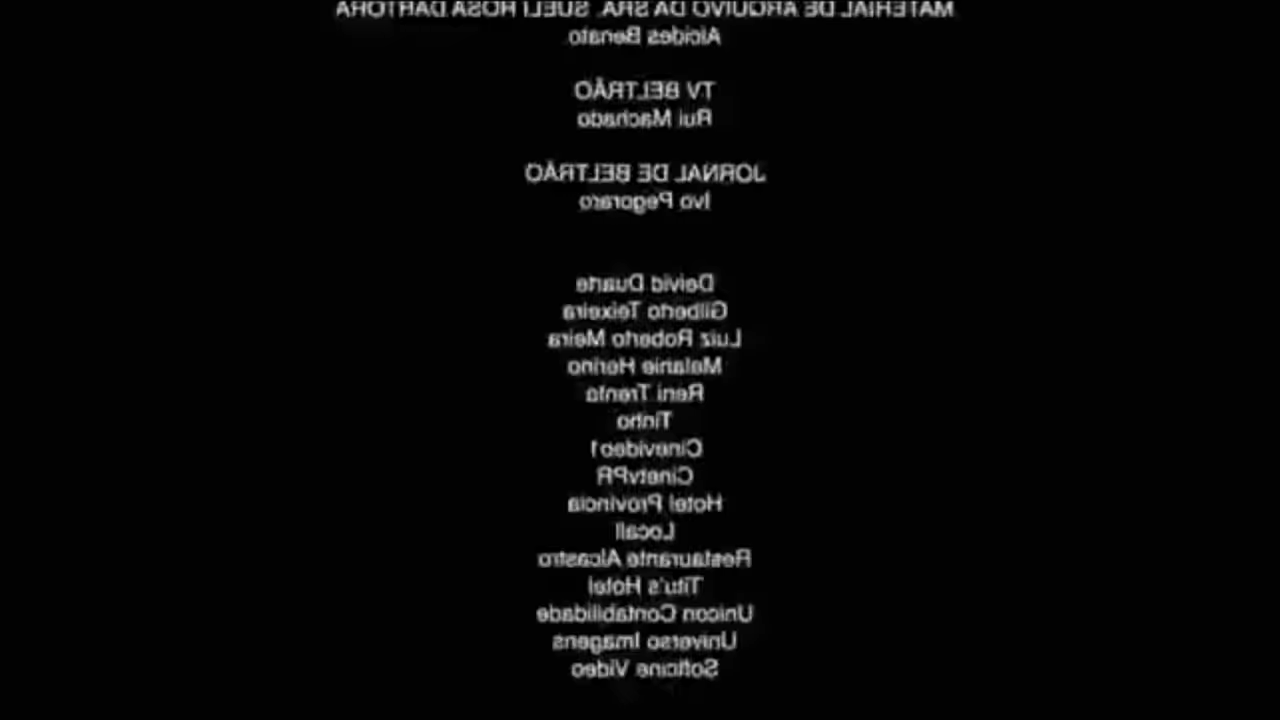 MATERIAL DE ARQUIVO DA SRA. SUELI ROSA DARTORA
Alcides Benato
TV BELTRÃO
Rui Machado
JORNAL DE BELTRÃO
Ivo Pegoraro
Deivid Duarte
Gilberto Teixeira
Luiz Roberto Meira
Melanie Herino
Reni Trento
Tinho
Cinevideo1
CinetvPR
Hotel Provincia
Locall
Restaurante Alcastro
Titu's Hotel
Unicon Contabilidade
Universo Imagens
Softcine Video